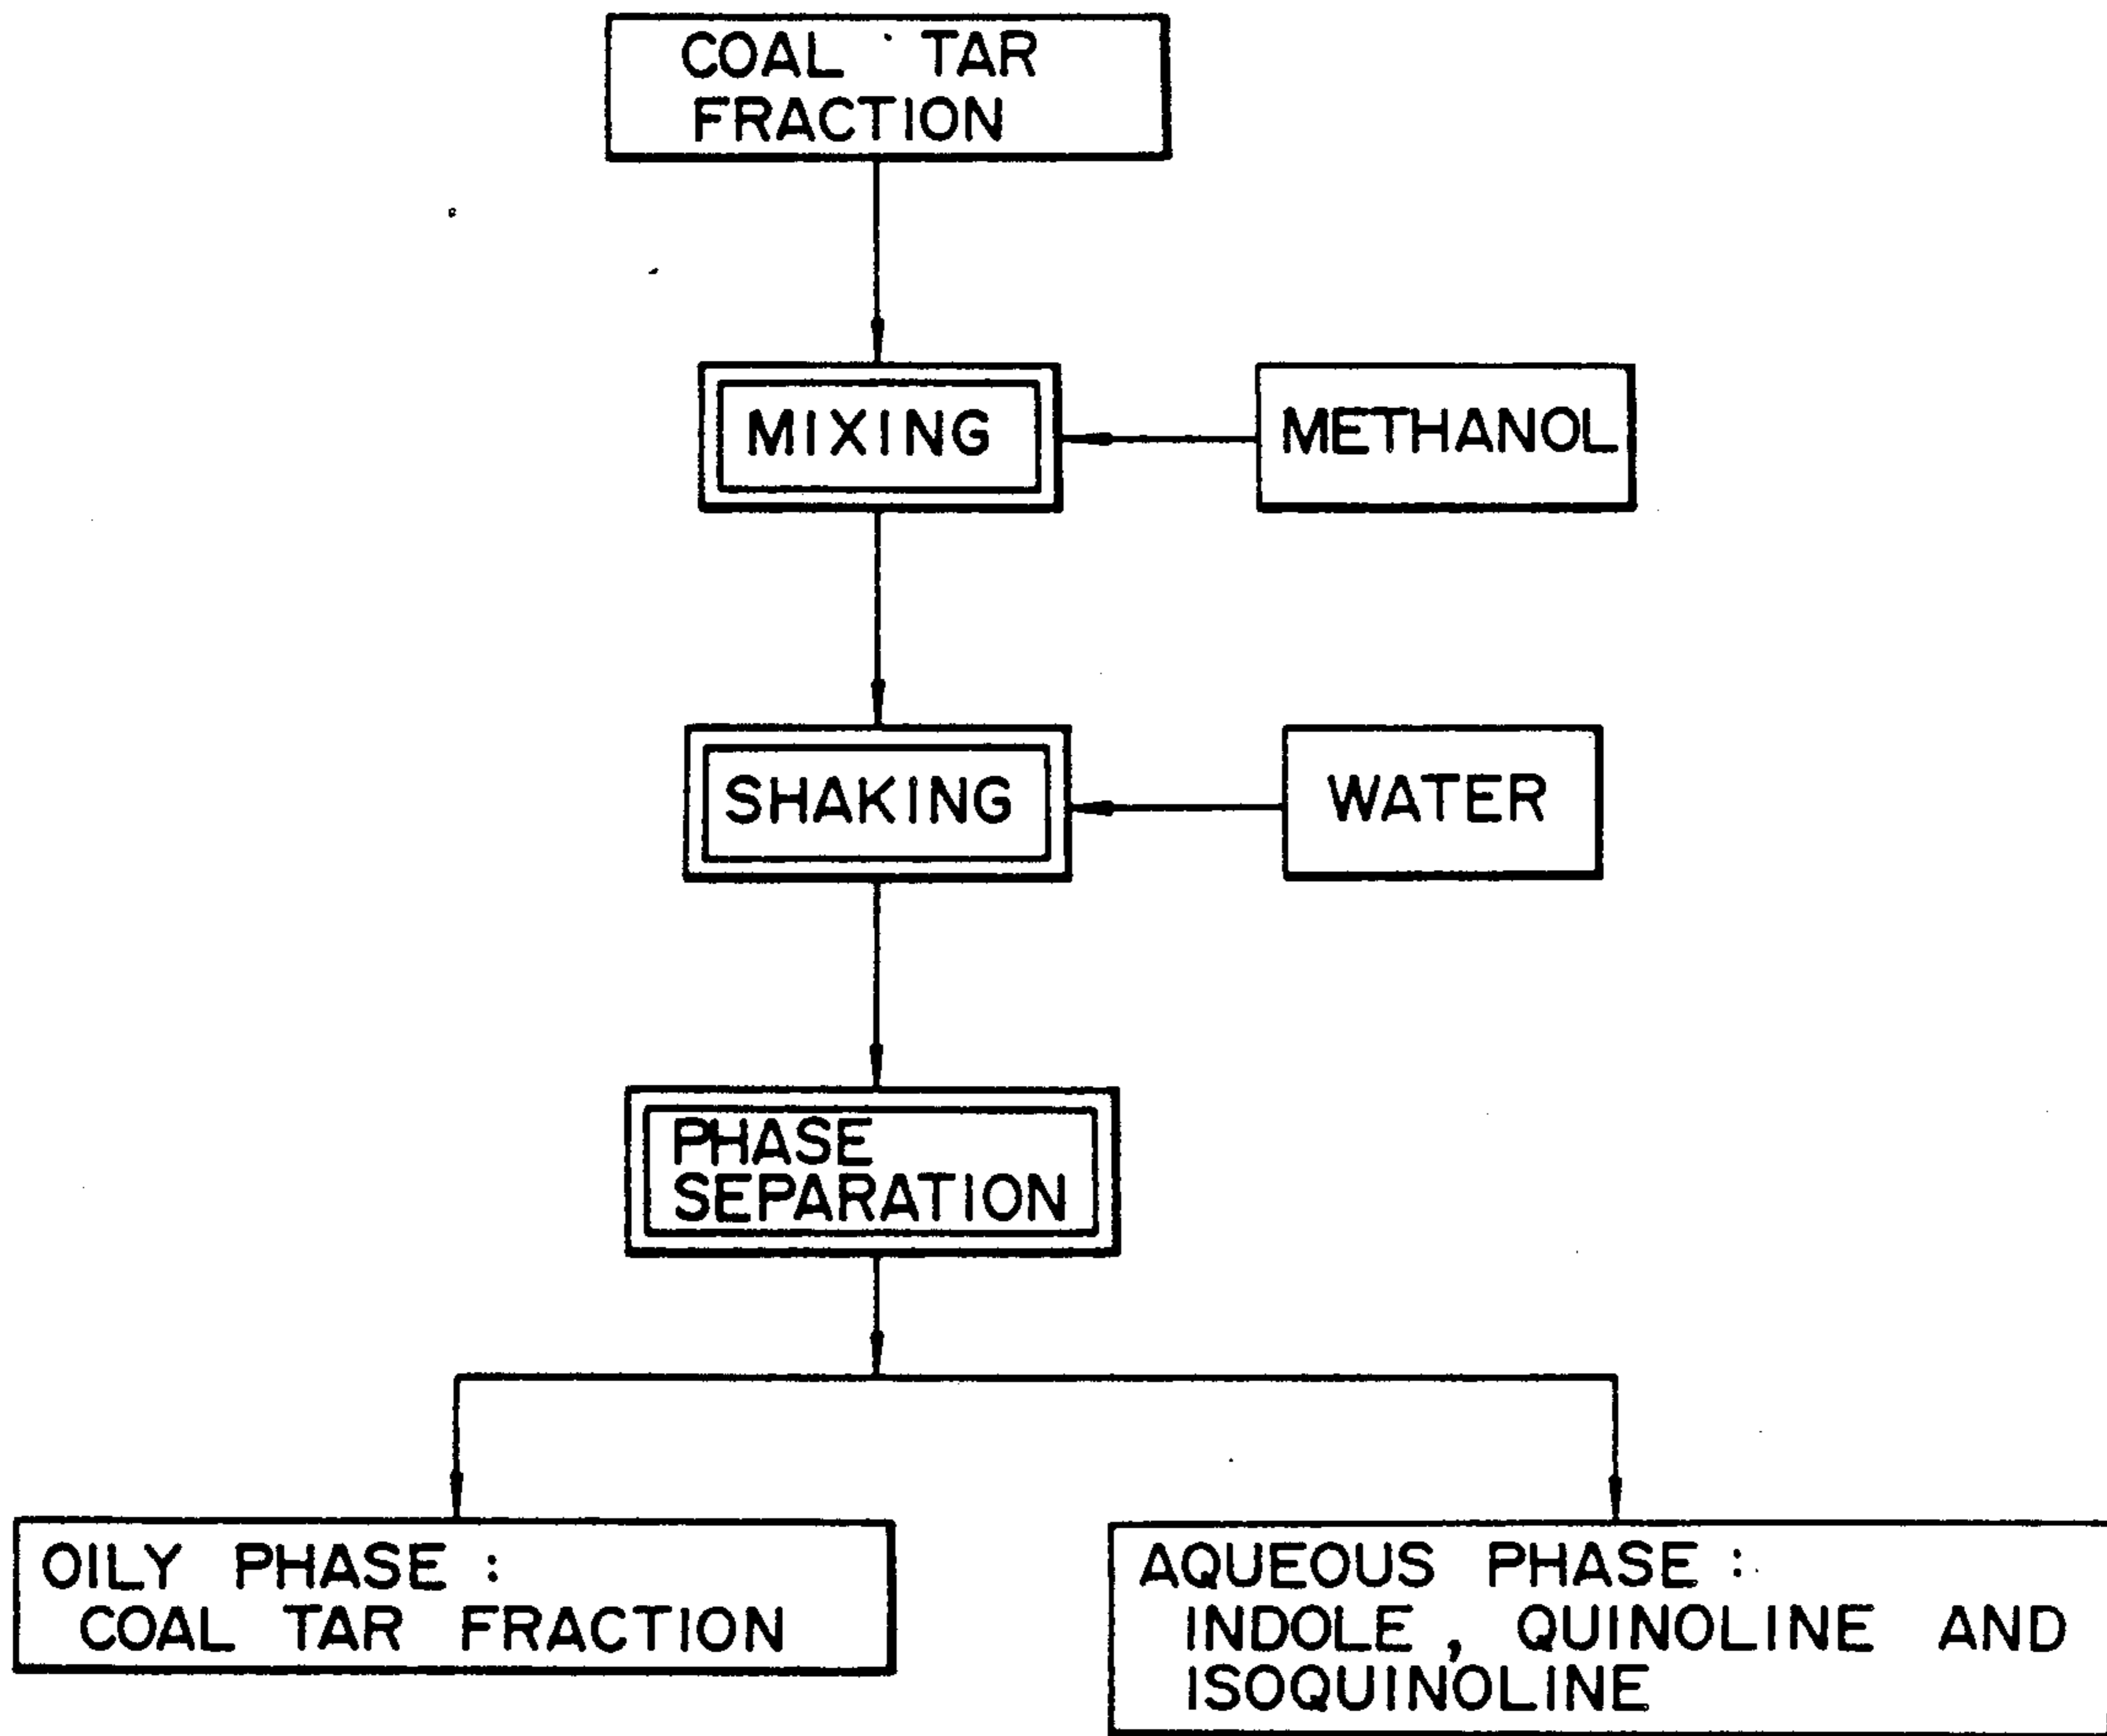 COAL TAR
FRACTION
MIXING
METHANOL
SHAKING
WATER
PHASE
SEPARATION
OILY PHASE :
COAL TAR FRACTION
AQUEOUS PHASE :
INDOLE, QUINOLINE AND
ISOQUINOLINE